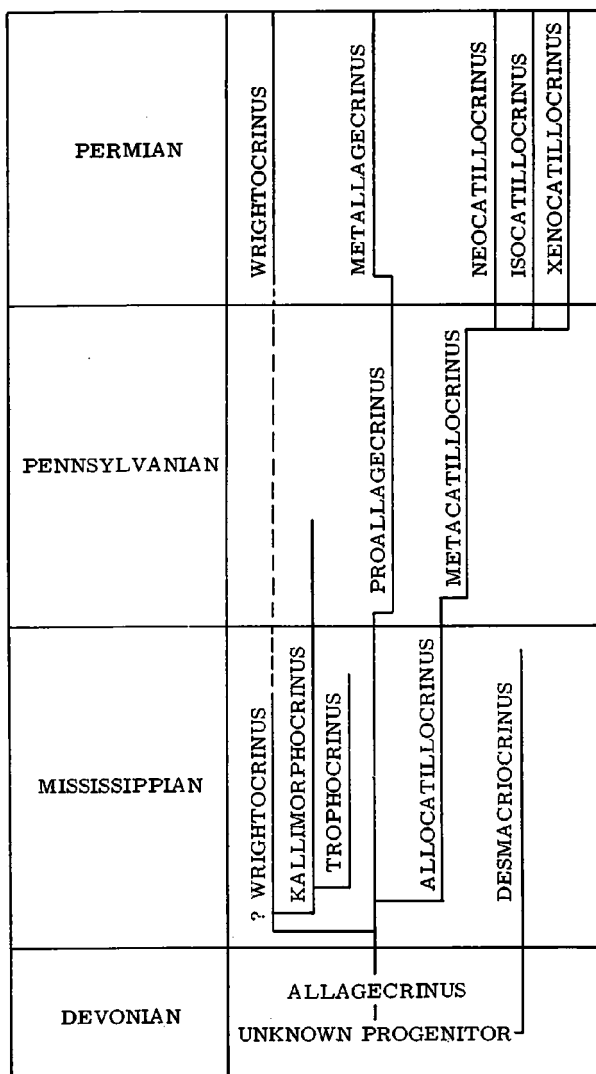 PERMIAN
WRIGHTOCRINUS
METALLAGECRINUS
NEOCATILLOCRINUS
ISOCATILLOCRINUS
XENOCATILLOCRINUS
PENNSYLVANIAN
PROALLAGECRINUS
METACATILLOCRINUS
MISSISSIPPIAN
? WRIGHTOCRINUS
KALLIMORPHOCRINUS
TROPHOCRINUS
ALLOCATILLOCRINUS
DESMACRIOCRINUS
DEVONIAN
ALLAGECRINUS
UNKNOWN PROGENITOR